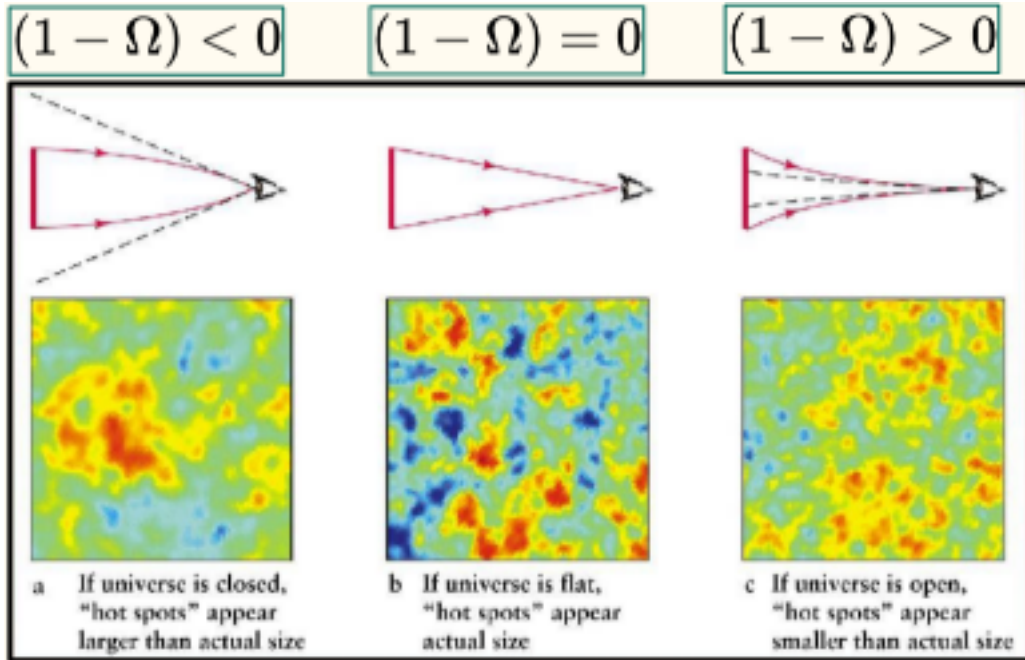 (1 − Ω) < 0
(1 − Ω) = 0
(1 − Ω) > 0
a If universe is closed,
“hot spots” appear
larger than actual size
b If universe is flat,
“hot spots” appear
actual size
c If universe is open,
“hot spots” appear
smaller than actual size